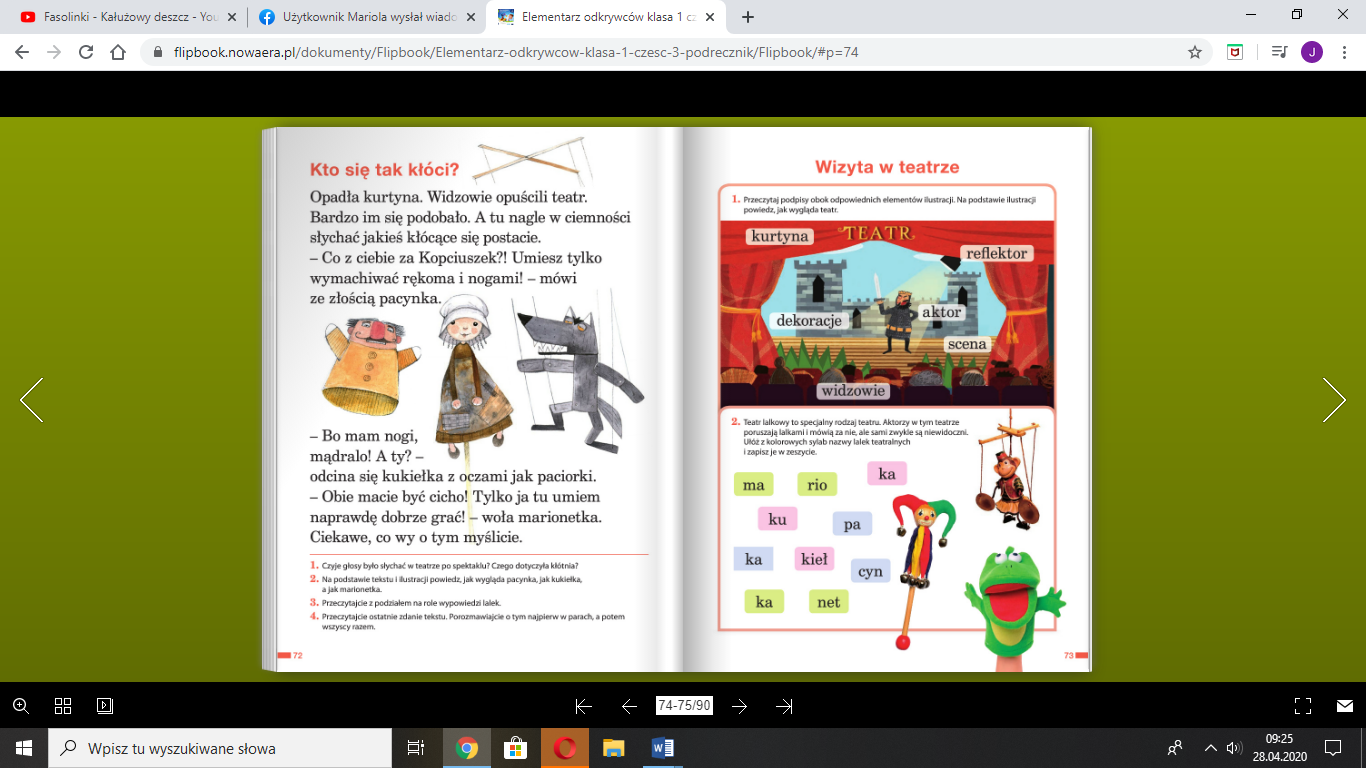 Fasolinki - Kałużowy deszcz - You
Użytkownik Mariola wysłał wiado
Elementarz odkrywców klasa 1 cz
flipbook.nowaera.pl/dokumenty/Flipbook/Elementarz-odkrywcow-klasa-1-czesc-3-podrecznik/Flipbook/#p=74
J
Kto się tak kłóci?
Opadła kurtyna. Widzowie opuścili teatr.
Bardzo im się podobało. A tu nagle w ciemności
słychać jakieś kłócące się postacie.
– Co z ciebie za Kopciuszek?! Umiesz tylko
wymachiwać rękoma i nogami! – mówi
ze złością pacynka.
– Bo mam nogi,
mądralo! A ty? –
odcina się kukiełka z oczami jak paciorki.
– Obie macie być cicho! Tylko ja tu umiem
naprawdę dobrze grać! – woła marionetka.
Ciekawe, co wy o tym myślicie.
1. Czyje głosy było słychać w teatrze po spektaklu? Czego dotyczyła kłótnia?
2. Na podstawie tekstu i ilustracji powiedz, jak wygląda pacynka, jak kukiełka,
a jak marionetka.
3. Przeczytajcie z podziałem na role wypowiedzi lalek.
4. Przeczytajcie ostatnie zdanie tekstu. Porozmawiajcie o tym najpierw w parach, a potem
wszyscy razem.
72
Wizyta w teatrze
1. Przeczytaj podpisy obok odpowiednich elementów ilustracji. Na podstawie ilustracji
powiedz, jak wygląda teatr.
TEATR
kurtyna
reflektor
aktor
dekoracje
scena
widzowie
2. Teatr lalkowy to specjalny rodzaj teatru. Aktorzy w tym teatrze
poruszają lalkami i mówią za nie, ale sami zwykle są niewidoczni.
Ułóż z kolorowych sylab nazwy lalek teatralnych
i zapisz je w zeszycie.
ma rio ka
ku pa
ka kieł cyn
ka net
73
74-75/90
Wpisz tu wyszukiwane słowa
09:25
28.04.2020